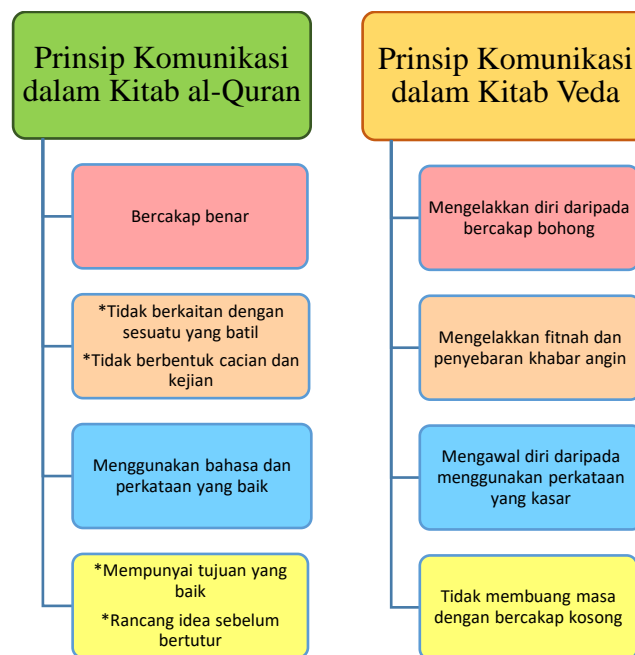 Prinsip Komunikasi
dalam Kitab al-Quran
Bercakap benar
*Tidak berkaitan dengan
sesuatu yang batil
*Tidak berbentuk cacian dan
kejian
Menggunakan bahasa dan
perkataan yang baik
*Mempunyai tujuan yang
baik
*Rancang idea sebelum
bertutur
Prinsip Komunikasi
dalam Kitab Veda
Mengelakkan diri daripada
bercakap bohong
Mengelakkan fitnah dan
penyebaran khabar angin
Mengawal diri daripada
menggunakan perkataan
yang kasar
Tidak membuang masa
dengan bercakap kosong